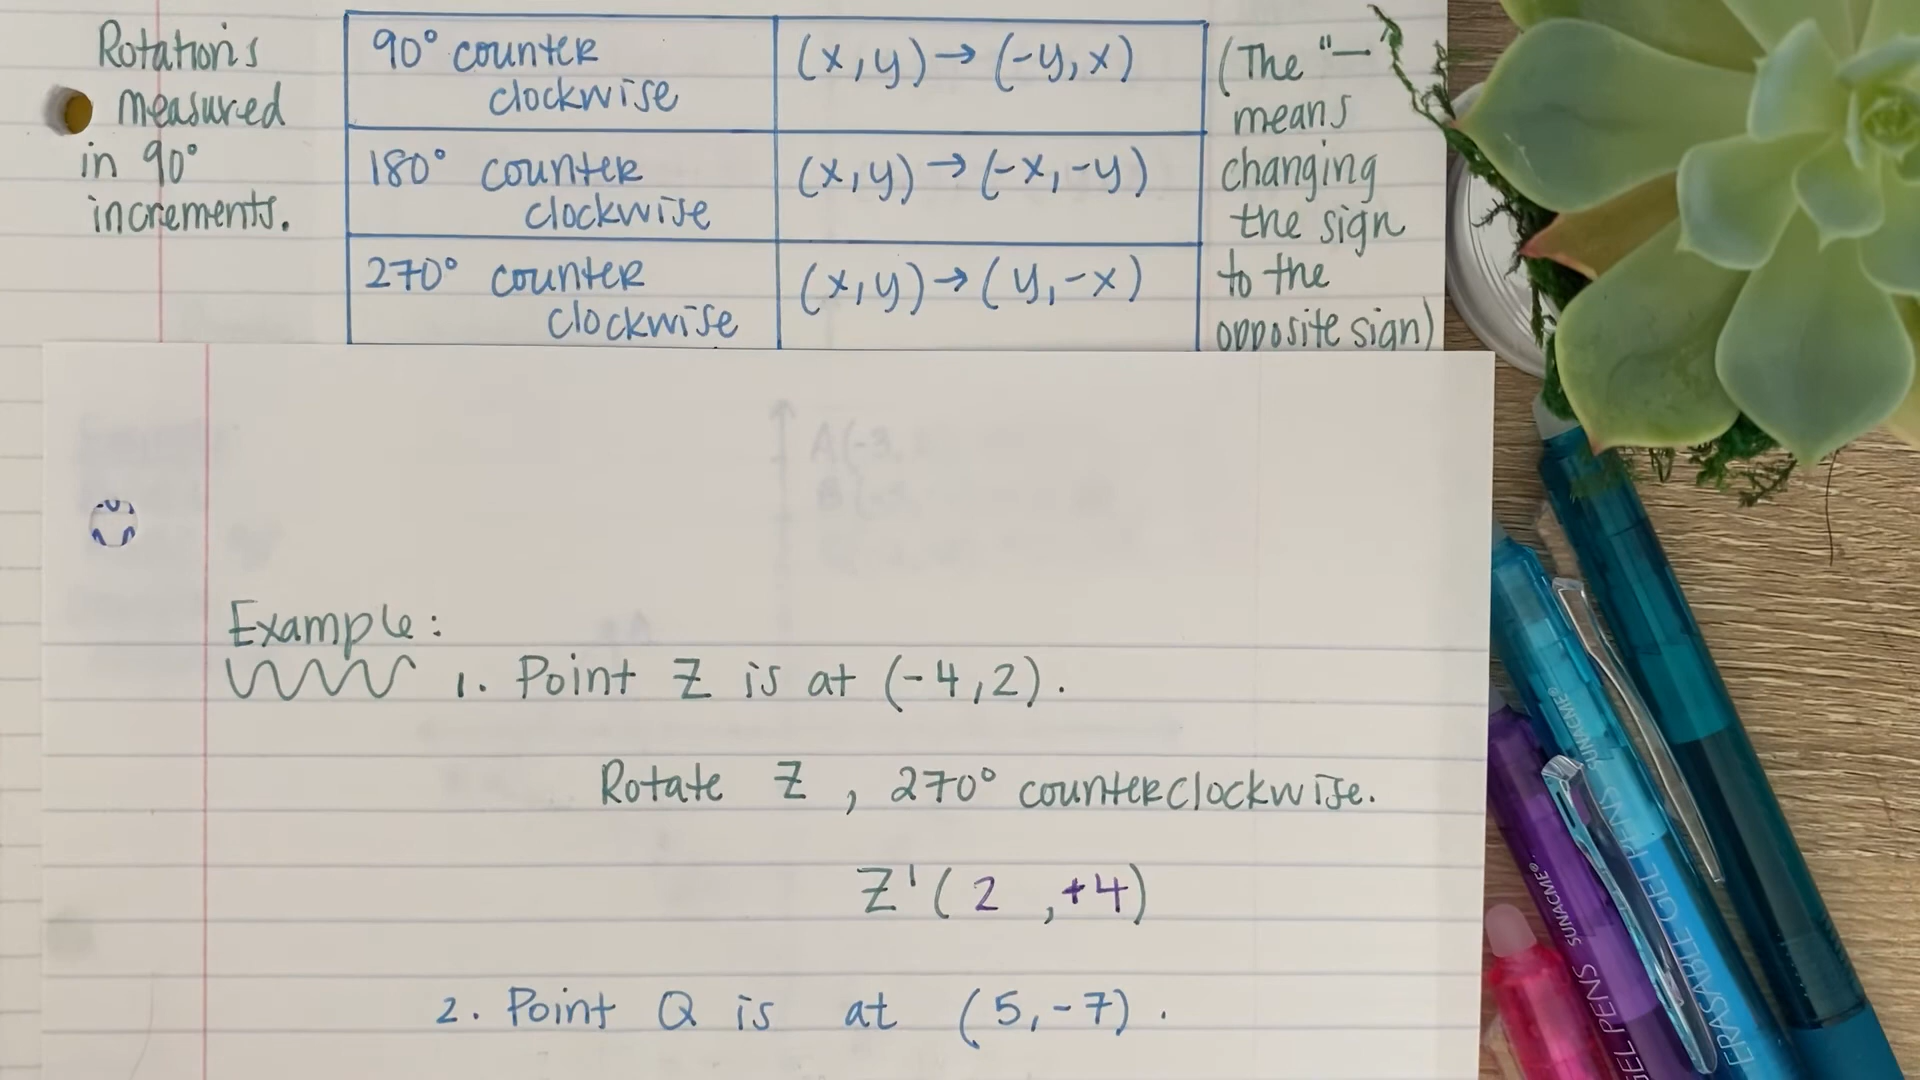 Rotations
measured
in 90°
increments.
90° counter
clockwise
(x,y)→(-y,x)
180° counter
clockwise
(x,y)→(-x,-y)
270° counter
clockwise
(x,y)→(y,-x)
(The "—"
means
changing
the sign
to the
opposite sign)
A(-3,
Example:
1. Point Z is at (-4,2).
Rotate Z, 270° counterclockwise.
Z'(2 ,+4)
2. Point Q is at (5,-7).
SUNACME®
SUNACME® GEL PENS
ERASABLE GEL PENS